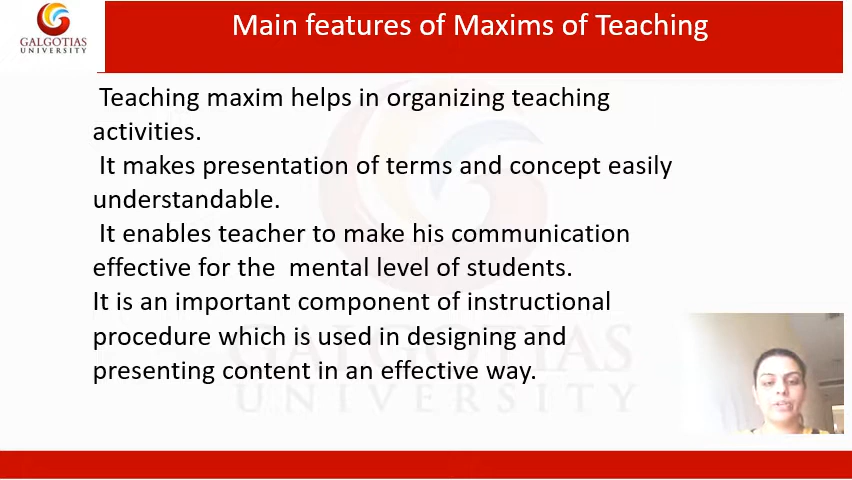 GALGOTIAS
UNIVERSITY
Main features of Maxims of Teaching
Teaching maxim helps in organizing teaching
activities.
It makes presentation of terms and concept easily
understandable.
It enables teacher to make his communication
effective for the  mental level of students.
It is an important component of instructional
procedure which is used in designing and
presenting content in an effective way.
GALGOTIAS
UNIVERSITY